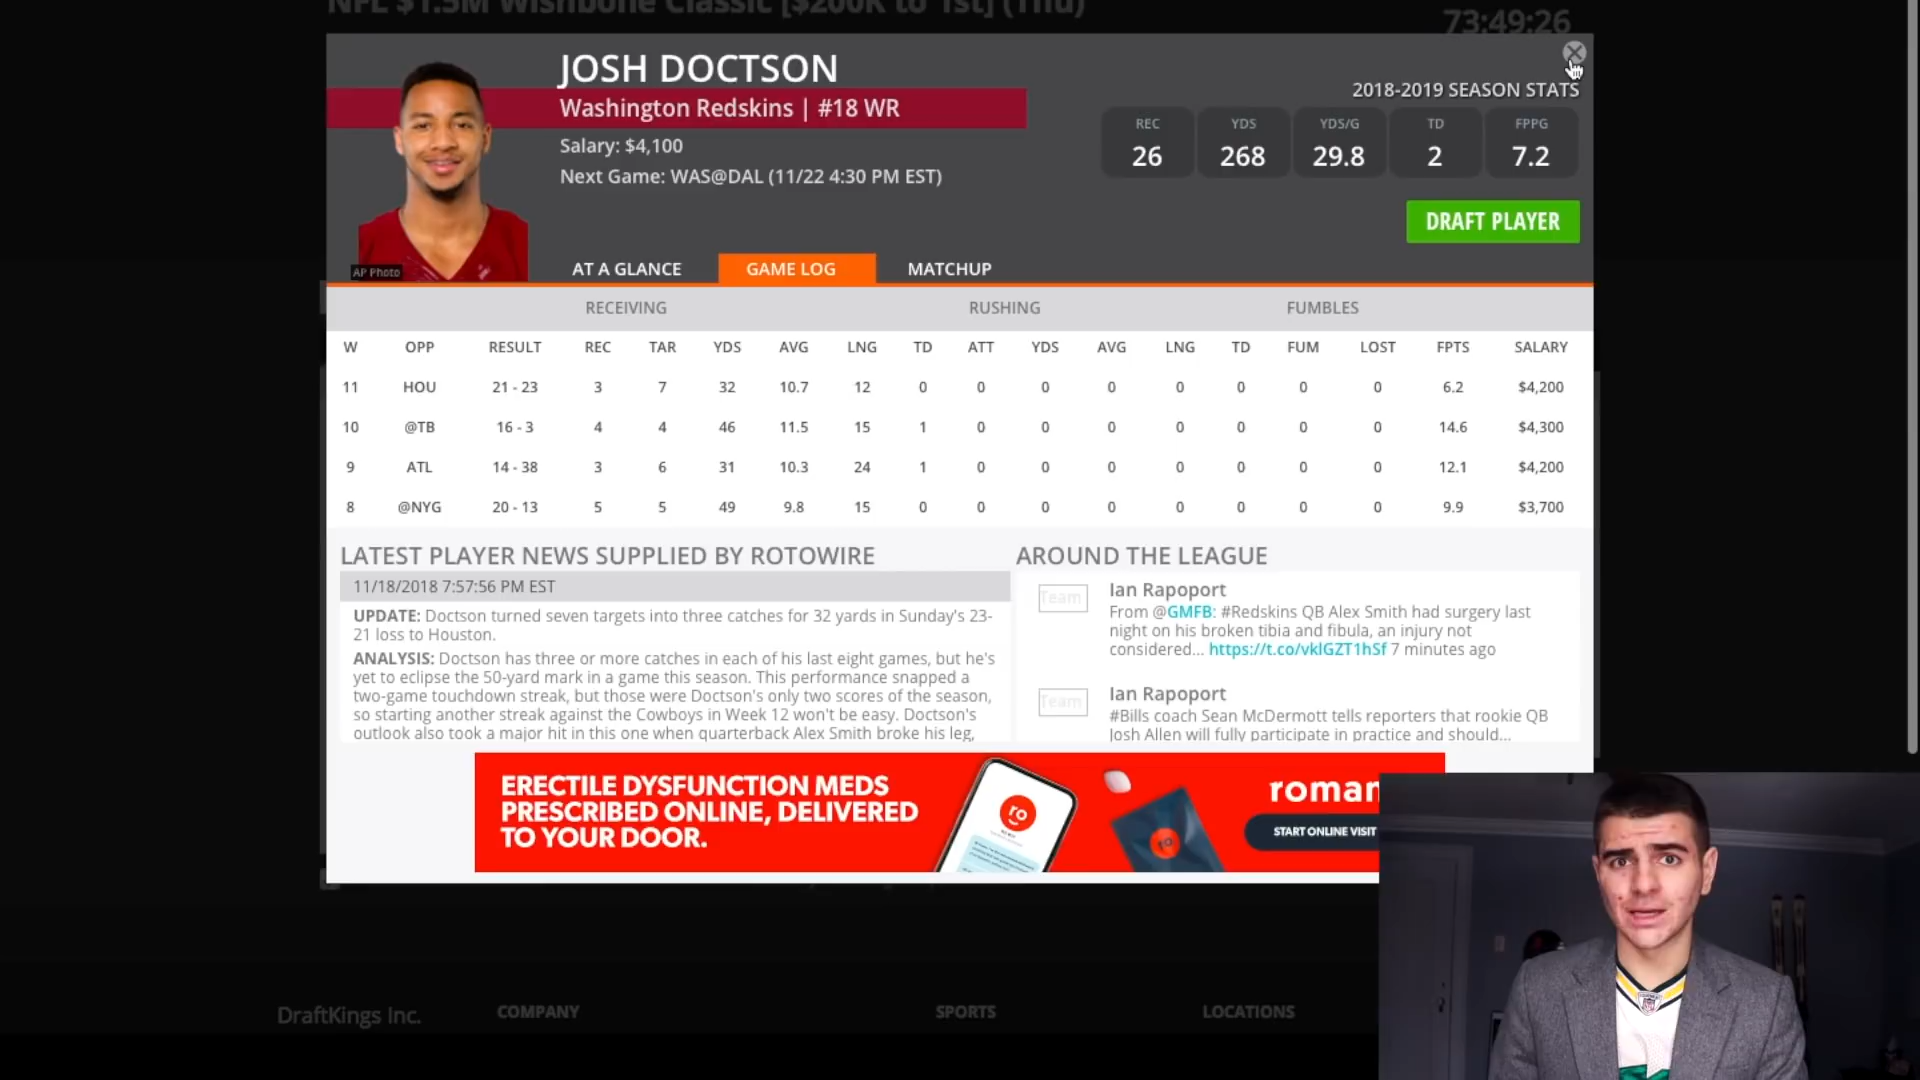 NFL $1.5M Wishbone Classic [$200K to 1st] (Thu)
73:49:26
JOSH DOCTSON
Washington Redskins | #18 WR
Salary: $4,100
Next Game: WAS@DAL (11/22 4:30 PM EST)
AP Photo
2018-2019 SEASON STATS
REC YDS YDS/G TD FPPG
26 268 29.8 2 7.2
DRAFT PLAYER
AT A GLANCE GAME LOG MATCHUP
RECEIVING RUSHING FUMBLES
W OPP RESULT REC TAR YDS AVG LNG TD ATT YDS AVG LNG TD FUM LOST FPTS SALARY
11 HOU 21 - 23 3 7 32 10.7 12 0 0 0 0 0 0 0 0 6.2 $4,200
10 @TB 16 - 3 4 4 46 11.5 15 1 0 0 0 0 0 0 0 14.6 $4,300
9 ATL 14 - 38 3 6 31 10.3 24 1 0 0 0 0 0 0 0 12.1 $4,200
8 @NYG 20 - 13 5 5 49 9.8 15 0 0 0 0 0 0 0 0 9.9 $3,700
LATEST PLAYER NEWS SUPPLIED BY ROTOWIRE
11/18/2018 7:57:56 PM EST
UPDATE: Doctson turned seven targets into three catches for 32 yards in Sunday's 23-
21 loss to Houston.
ANALYSIS: Doctson has three or more catches in each of his last eight games, but he's
yet to eclipse the 50-yard mark in a game this season. This performance snapped a
two-game touchdown streak, but those were Doctson's only two scores of the season,
so starting another streak against the Cowboys in Week 12 won't be easy. Doctson's
outlook also took a major hit in this one when quarterback Alex Smith broke his leg,
AROUND THE LEAGUE
Team
Ian Rapoport
From @GMFB: #Redskins QB Alex Smith had surgery last
night on his broken tibia and fibula, an injury not
considered... https://t.co/vklGZT1hSf 7 minutes ago
Team
Ian Rapoport
#Bills coach Sean McDermott tells reporters that rookie QB
Josh Allen will fully participate in practice and should...
ERECTILE DYSFUNCTION MEDS
PRESCRIBED ONLINE, DELIVERED
TO YOUR DOOR.
ro
ro
roman
START ONLINE VISIT
DraftKings Inc. COMPANY SPORTS LOCATIONS